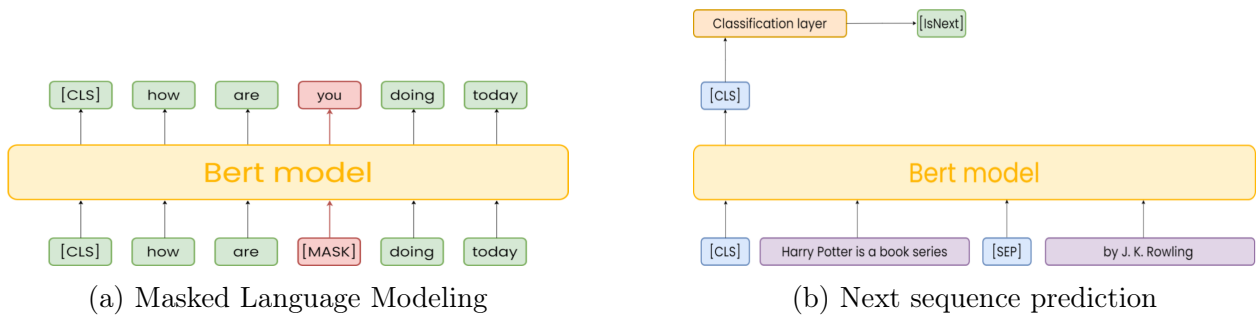 [CLS] how are you doing today
Bert model
[CLS] how are [MASK] doing today
(a) Masked Language Modeling
Classification layer [IsNext]
[CLS]
Bert model
[CLS] Harry Potter is a book series [SEP] by J. K. Rowling
(b) Next sequence prediction